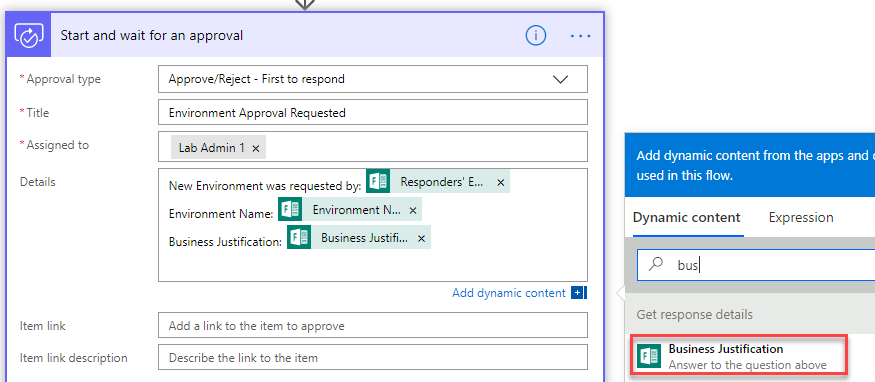 Start and wait for an approval
* Approval type
Approve/Reject - First to respond
* Title
Environment Approval Requested
* Assigned to
Lab Admin 1 ×
Details
New Environment was requested by: Responders' E... ×
Environment Name: Environment N... ×
Business Justification: Business Justifi... ×
Add dynamic content
Item link
Add a link to the item to approve
Item link description
Describe the link to the item
Add dynamic content from the apps and
used in this flow.
Dynamic content
Expression
bus
Get response details
Business Justification
Answer to the question above